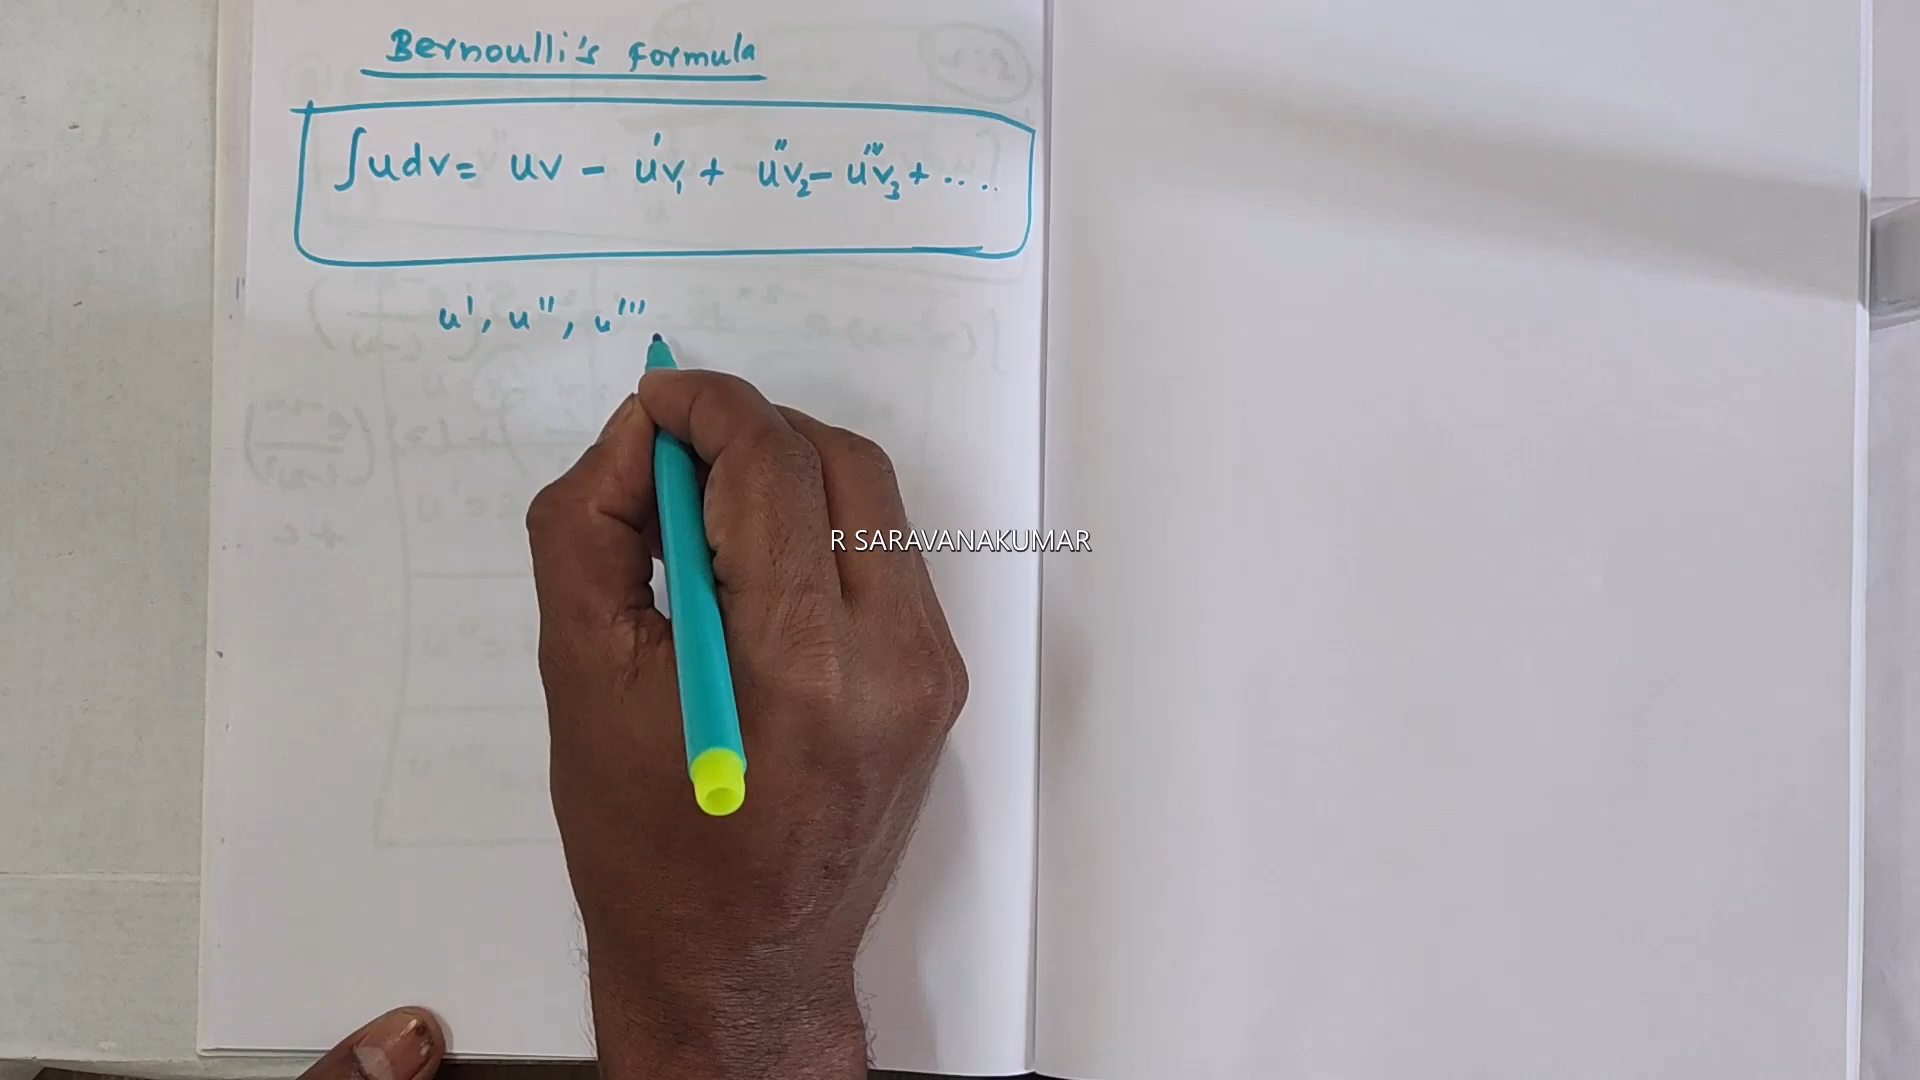 Bernoulli's Formula
∫udv = uv - u'v₁ + u''v₂ - u'''v₃ + ....
u', u'', u'''
R SARAVANAKUMAR